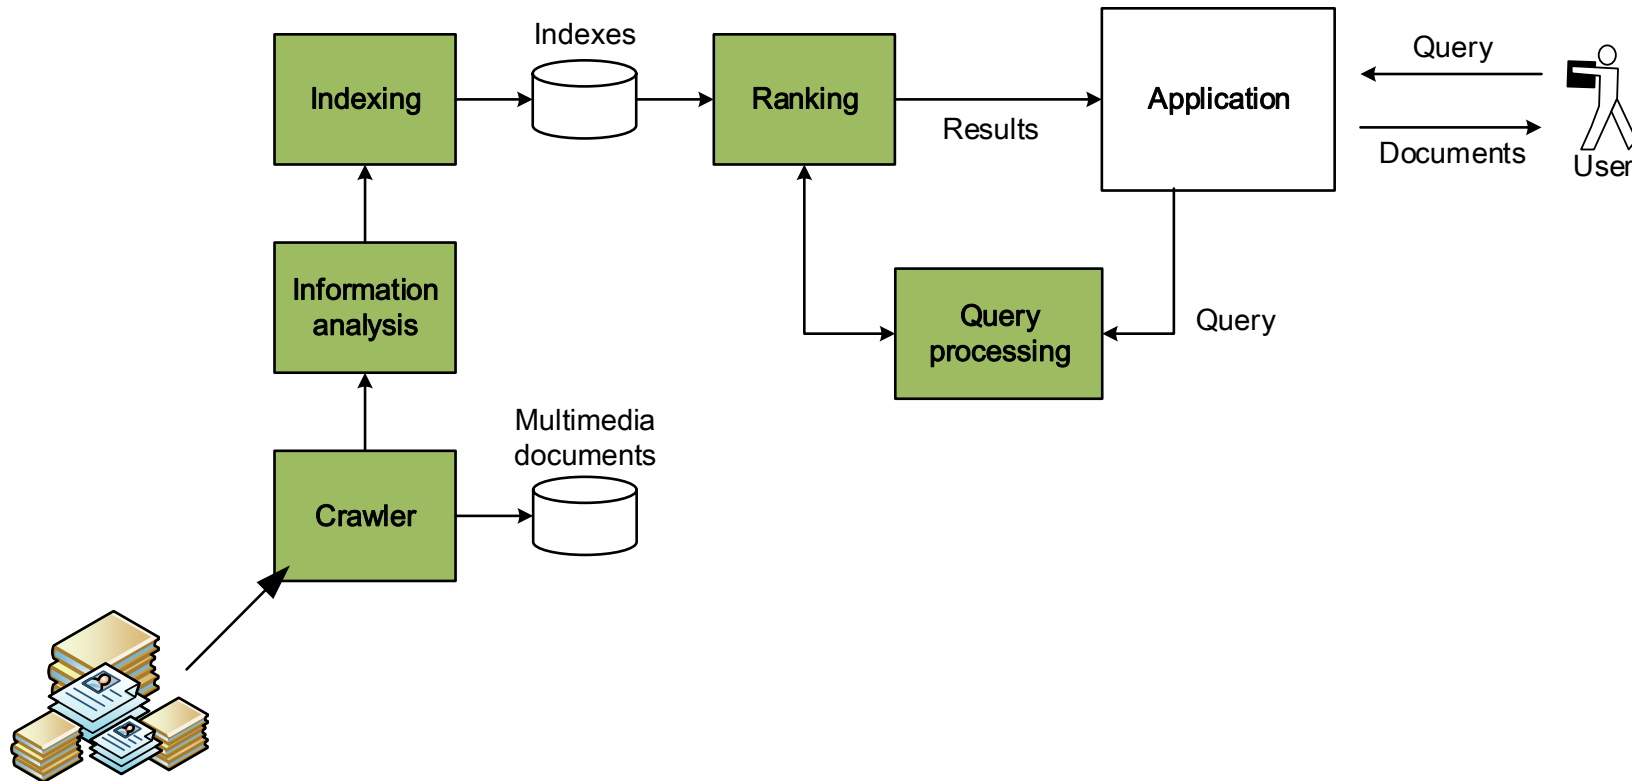 Indexes
Indexing
Ranking
Results
Application
Query
Documents
User
Information
analysis
Query
processing
Query
Multimedia
documents
Crawler